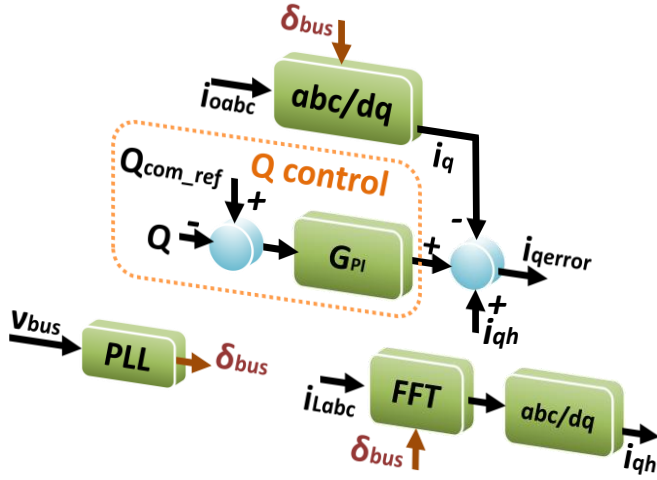 δbus
abc/dq
ioabc
iq
Qcom_ref
Q control
+
-
-
Q
GPI
+
iqerror
+
iqh
vbus
PLL
δbus
iLabc
FFT
abc/dq
iqh
δbus